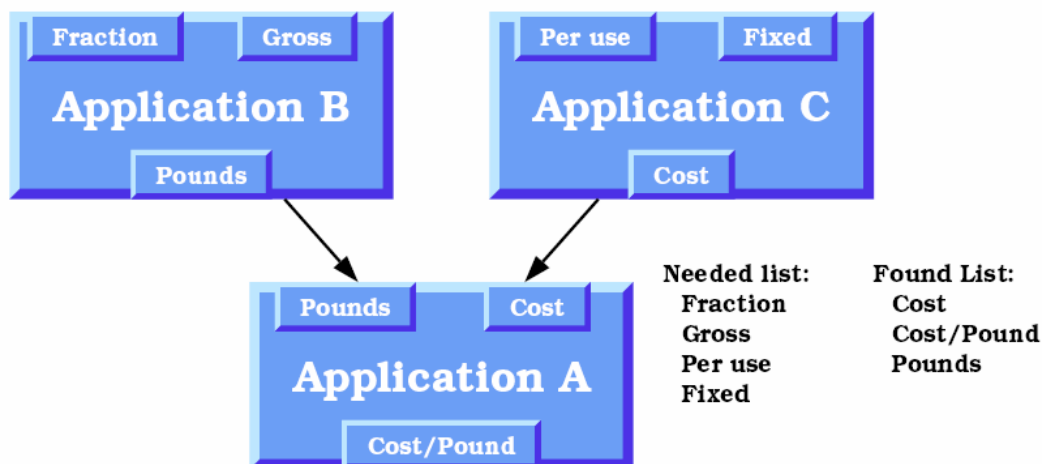 Fraction
Gross
Per use
Fixed
Application B
Application C
Pounds
Cost
Pounds
Cost
Application A
Cost/Pound
Needed list:
Fraction
Gross
Per use
Fixed
Found List:
Cost
Cost/Pound
Pounds